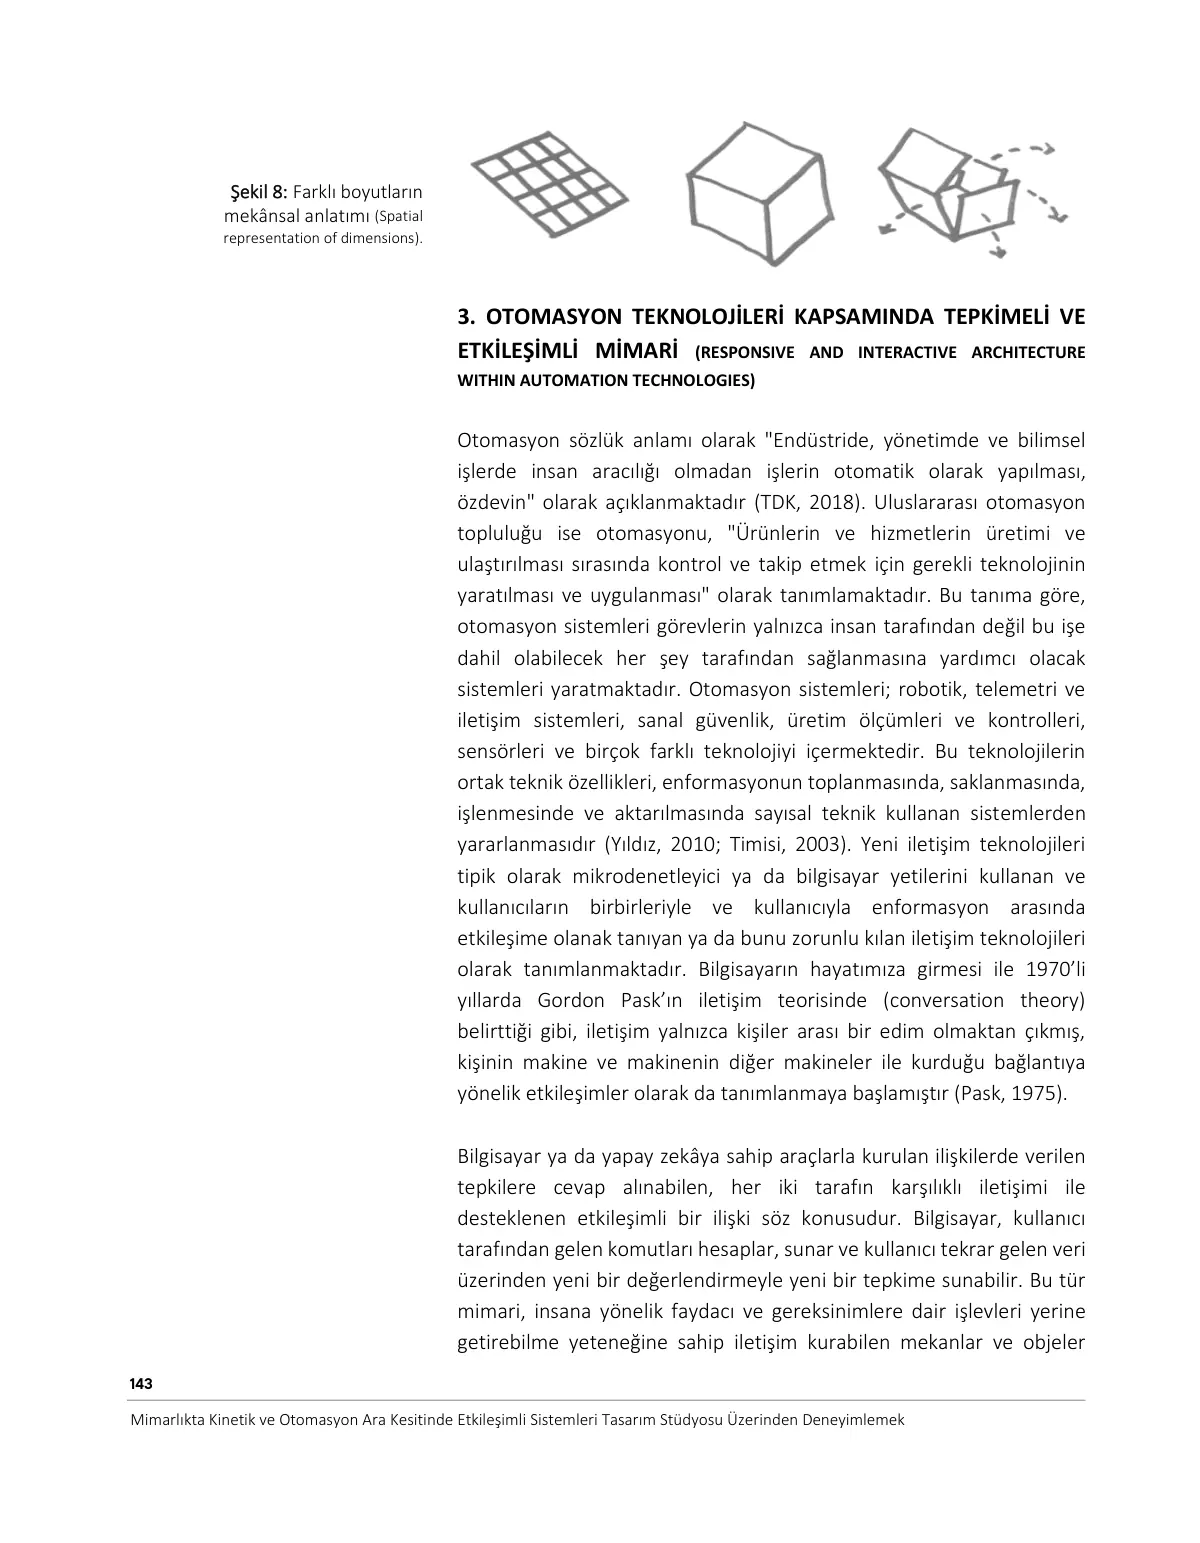 Şekil 8: Farklı boyutların
mekânsal anlatımı (Spatial
representation of dimensions).
3. OTOMASYON TEKNOLOJİLERİ KAPSAMINDA TEPKİMELİ VE
ETKİLEŞİMLİ MİMARİ (RESPONSIVE AND INTERACTIVE ARCHITECTURE
WITHIN AUTOMATION TECHNOLOGIES)
Otomasyon sözlük anlamı olarak "Endüstride, yönetimde ve bilimsel
işlerde insan aracılığı olmadan işlerin otomatik olarak yapılması,
özdevin" olarak açıklanmaktadır (TDK, 2018). Uluslararası otomasyon
topluluğu ise otomasyonu, "Ürünlerin ve hizmetlerin üretimi ve
ulaştırılması sırasında kontrol ve takip etmek için gerekli teknolojinin
yaratılması ve uygulanması" olarak tanımlamaktadır. Bu tanıma göre,
otomasyon sistemleri görevlerin yalnızca insan tarafından değil bu işe
dahil olabilecek her şey tarafından sağlanmasına yardımcı olacak
sistemleri yaratmaktadır. Otomasyon sistemleri; robotik, telemetri ve
iletişim sistemleri, sanal güvenlik, üretim ölçümleri ve kontrolleri,
sensörleri ve birçok farklı teknolojiyi içermektedir. Bu teknolojilerin
ortak teknik özellikleri, enformasyonun toplanmasında, saklanmasında,
işlenmesinde ve aktarılmasında sayısal teknik kullanan sistemlerden
yararlanmasıdır (Yıldız, 2010; Timisi, 2003). Yeni iletişim teknolojileri
tipik olarak mikrodenetleyici ya da bilgisayar yetilerini kullanan ve
kullanıcıların birbirleriyle ve kullanıcıyla enformasyon arasında
etkileşime olanak tanıyan ya da bunu zorunlu kılan iletişim teknolojileri
olarak tanımlanmaktadır. Bilgisayarın hayatımıza girmesi ile 1970’li
yıllarda Gordon Pask’ın iletişim teorisinde (conversation theory)
belirttiği gibi, iletişim yalnızca kişiler arası bir edim olmaktan çıkmış,
kişinin makine ve makinenin diğer makineler ile kurduğu bağlantıya
yönelik etkileşimler olarak da tanımlanmaya başlamıştır (Pask, 1975).
Bilgisayar ya da yapay zekâya sahip araçlarla kurulan ilişkilerde verilen
tepkilere cevap alınabilen, her iki tarafın karşılıklı iletişimi ile
desteklenen etkileşimli bir ilişki söz konusudur. Bilgisayar, kullanıcı
tarafından gelen komutları hesaplar, sunar ve kullanıcı tekrar gelen veri
üzerinden yeni bir değerlendirmeyle yeni bir tepkime sunabilir. Bu tür
mimari, insana yönelik faydacı ve gereksinimlere dair işlevleri yerine
getirebilme yeteneğine sahip iletişim kurabilen mekanlar ve objeler
143
Mimarlıkta Kinetik ve Otomasyon Ara Kesitinde Etkileşimli Sistemleri Tasarım Stüdyosu Üzerinden Deneyimlemek